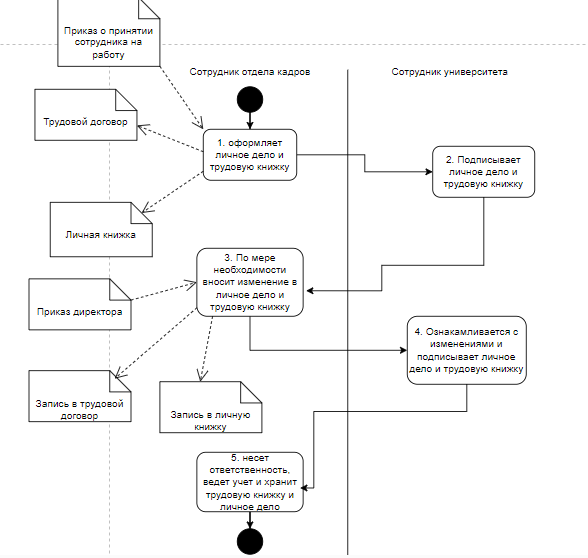 Приказ о принятии
сотрудника на
работу
Сотрудник отдела кадров
Сотрудник университета
Трудовой договор
1. оформляет
личное дело и
трудовую книжку
2. Подписывает
личное дело и
трудовую книжку
Личная книжка
3. По мере
необходимости
вносит изменение в
личное дело и
трудовую книжку
Приказ директора
4. Ознакамливается с
изменениями и
подписывает личное
дело и трудовую книжку
Запись в трудовой
договор
Запись в личную
книжку
5. несет
ответственность,
ведет учет и хранит
трудовую книжку и
личное дело